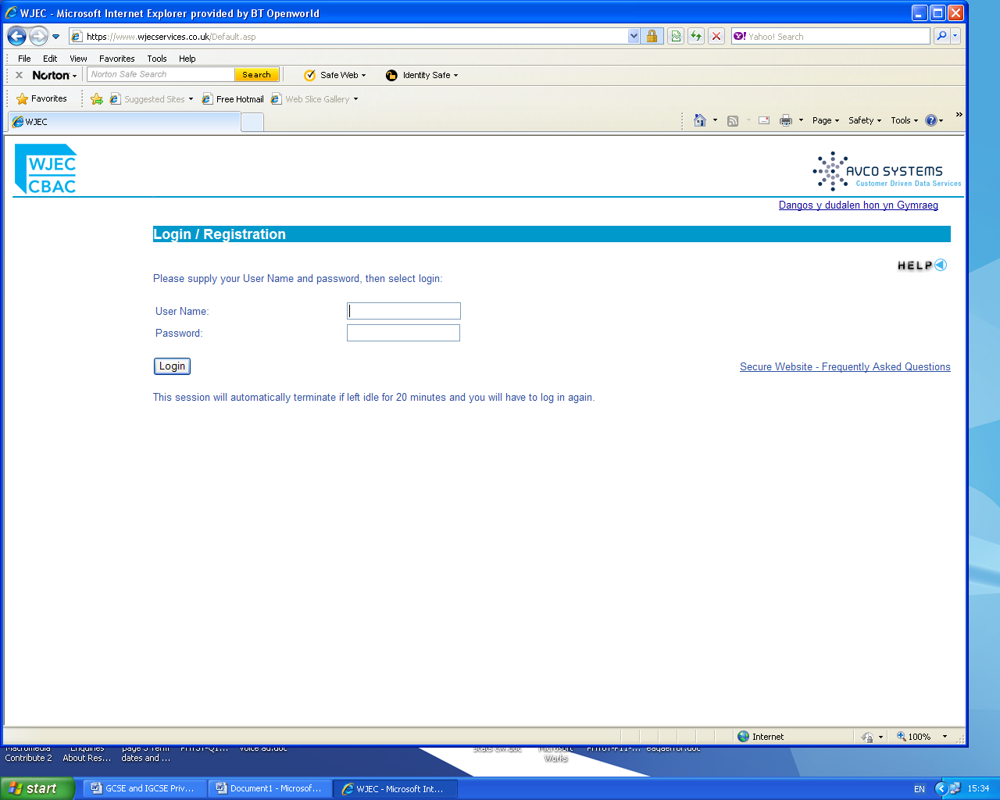 WJEC - Microsoft Internet Explorer provided by BT Openworld
https://www.wjecservices.co.uk/Default.asp
Yahoo! Search
File Edit View Favorites Tools Help
x Norton Norton Safe Search Search Safe Web Identity Safe
Favorites Suggested Sites Free Hotmail Web Slice Gallery
WJEC
Page Safety Tools »
WJEC
CBAC
AVCO SYSTEMS
Customer Driven Data Services
Dangos y dudalen hon yn Gymraeg
Login / Registration
HELP
Please supply your User Name and password, then select login:
User Name:
Password:
Login
Secure Website - Frequently Asked Questions
This session will automatically terminate if left idle for 20 minutes and you will have to log in again.
Internet
100%
Macromedia
Contribute 2
Enquiries
About Res...
page 3 Term
dates and ...
Voice ad.doc
Microsoft
Works
eaqaerror.doc
start
GCSE and IGCSE Priv...
Document1 - Microsof...
WJEC - Microsoft Int...
EN
15:34